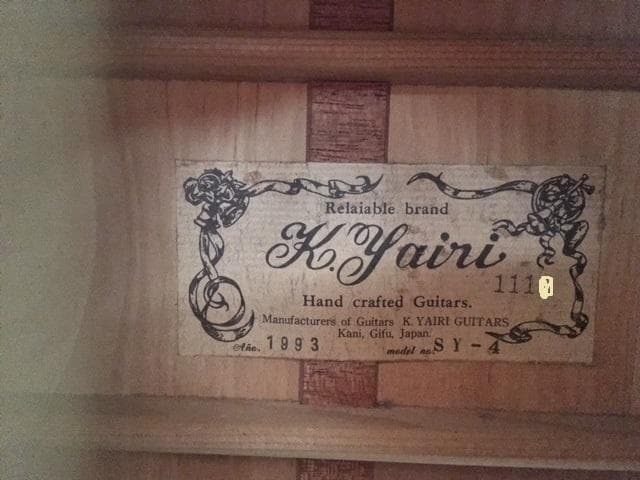 Relaiable brand
K. Yairi
111
Hand crafted Guitars.
Manufacturers of Guitars K. YAIRI GUITARS
Kani, Gifu, Japan.
Año. 1993 model no. SY-4